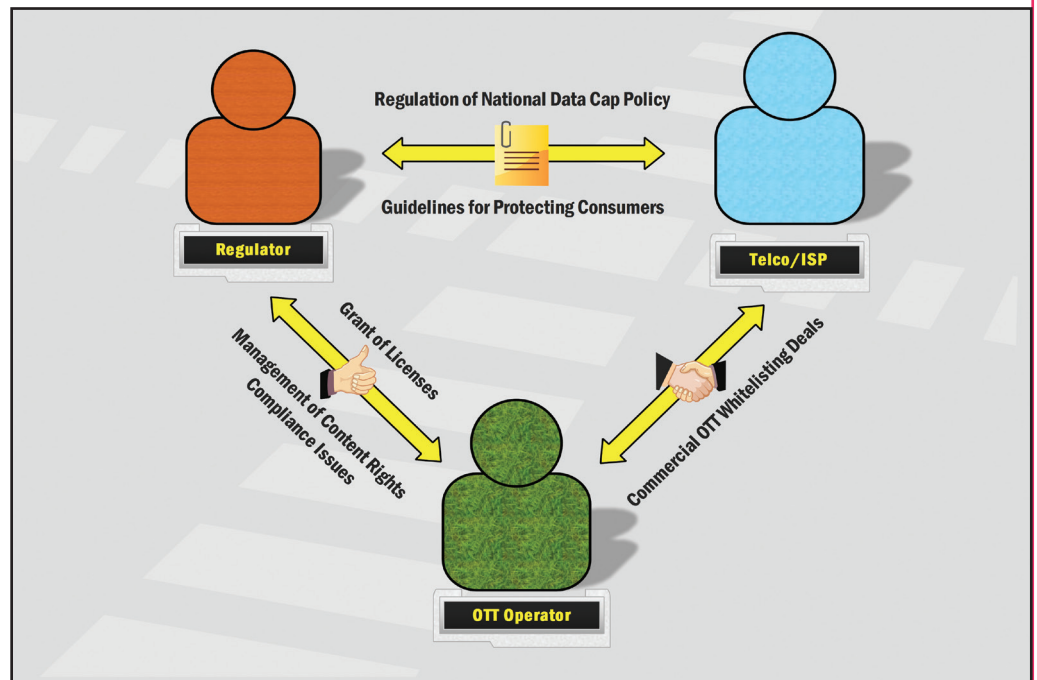 Regulation of National Data Cap Policy
Guidelines for Protecting Consumers
Regulator
Telco/ISP
Grant of Licenses
Management of Content Rights
Compliance Issues
Commercial OTT Whitelisting Deals
OTT Operator